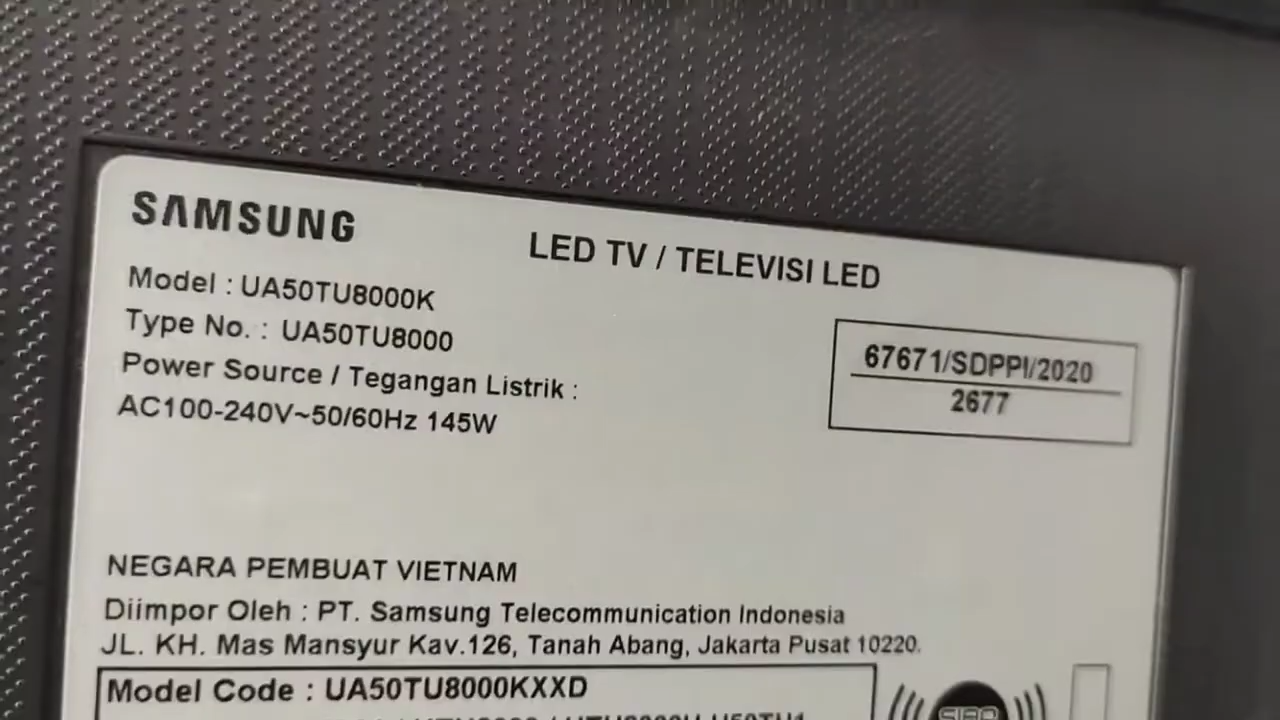 SAMSUNG
LED TV / TELEVISI LED
Model : UA50TU8000K
Type No. : UA50TU8000
Power Source / Tegangan Listrik :
AC100-240V~50/60Hz 145W
67671/SDPPI/2020
2677
NEGARA PEMBUAT VIETNAM
Diimpor Oleh : PT. Samsung Telecommunication Indonesia
JL. KH. Mas Mansyur Kav.126, Tanah Abang, Jakarta Pusat 10220.
Model Code : UA50TU8000KXXD